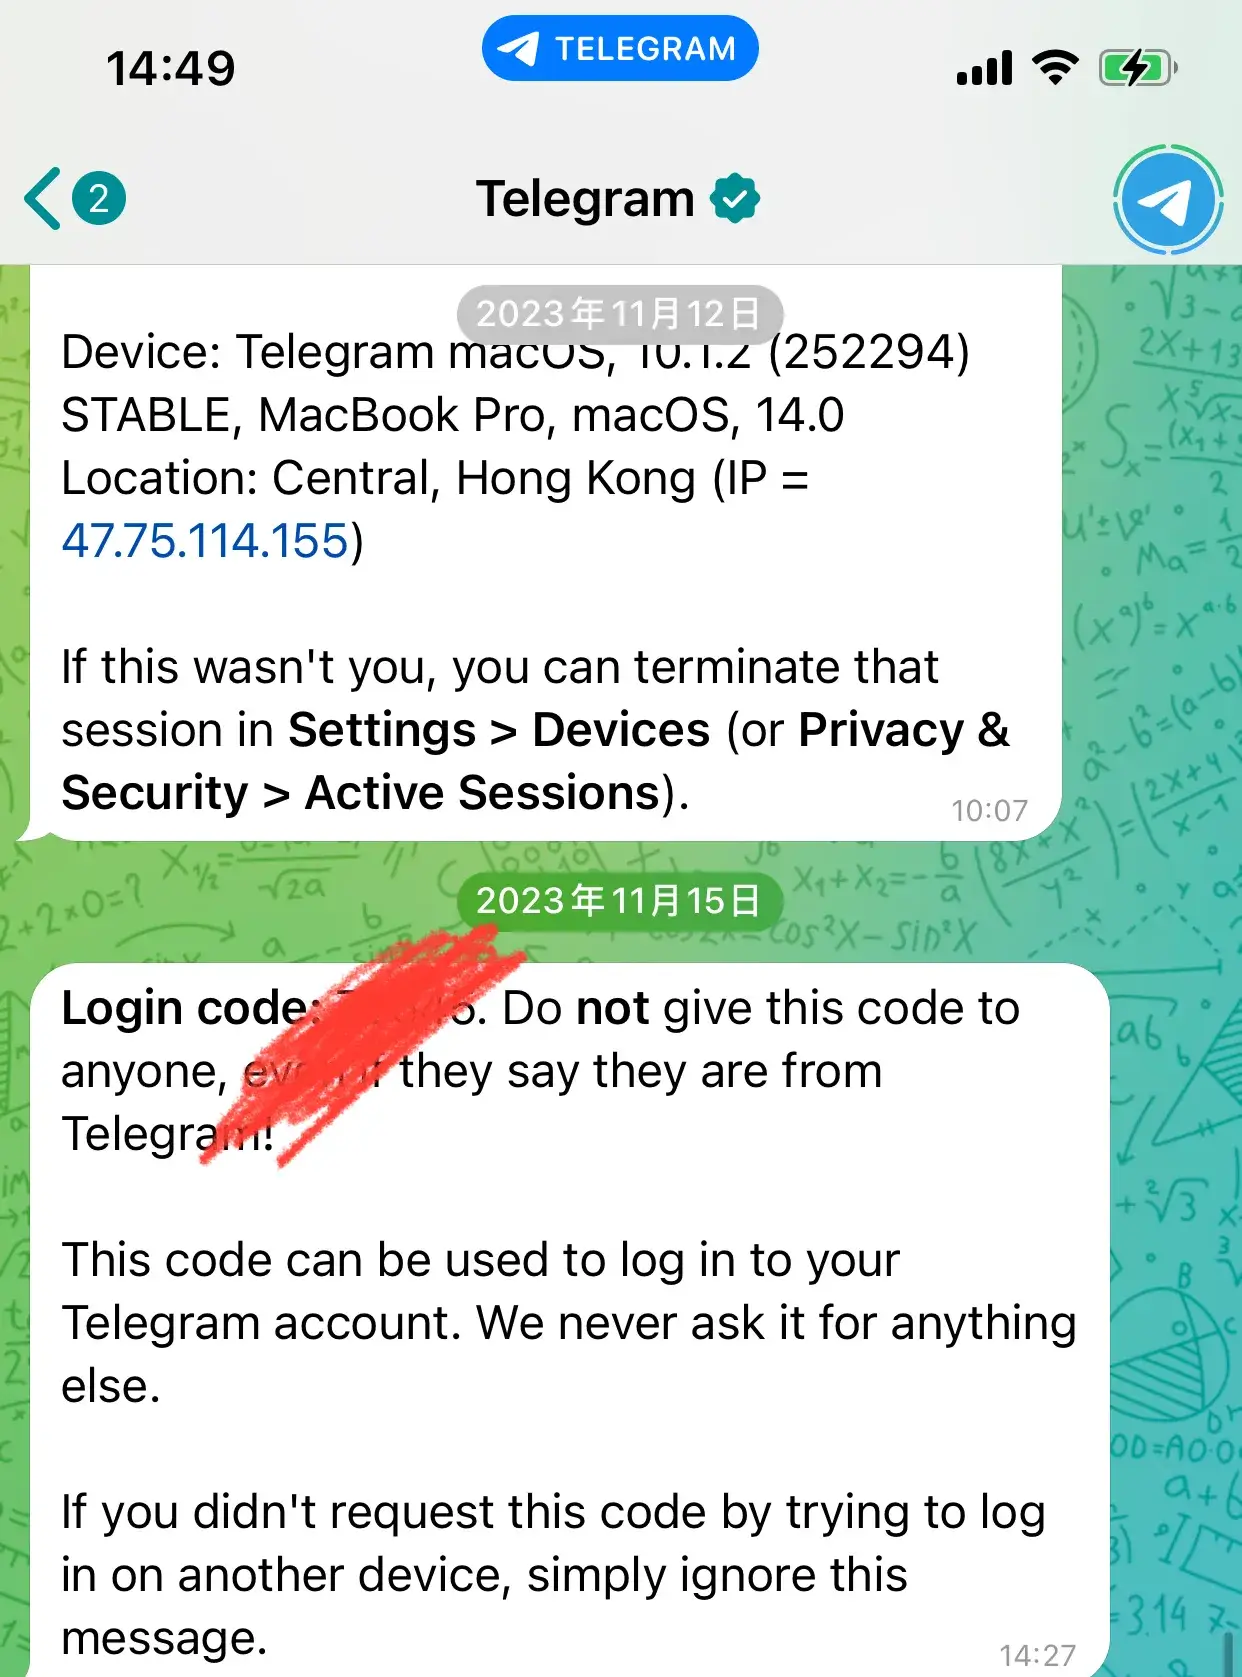 14:49
TELEGRAM
2
Telegram
2023年11月12日
Device: Telegram macOS, 10.1.2 (252294)
STABLE, MacBook Pro, macOS, 14.0
Location: Central, Hong Kong (IP =
47.75.114.155)
If this wasn't you, you can terminate that
session in Settings > Devices (or Privacy &
Security > Active Sessions).
10:07
2023年11月15日
Login code: . Do not give this code to
anyone, even if they say they are from
Telegram!
This code can be used to log in to your
Telegram account. We never ask it for anything
else.
If you didn't request this code by trying to log
in on another device, simply ignore this
message.
14:27